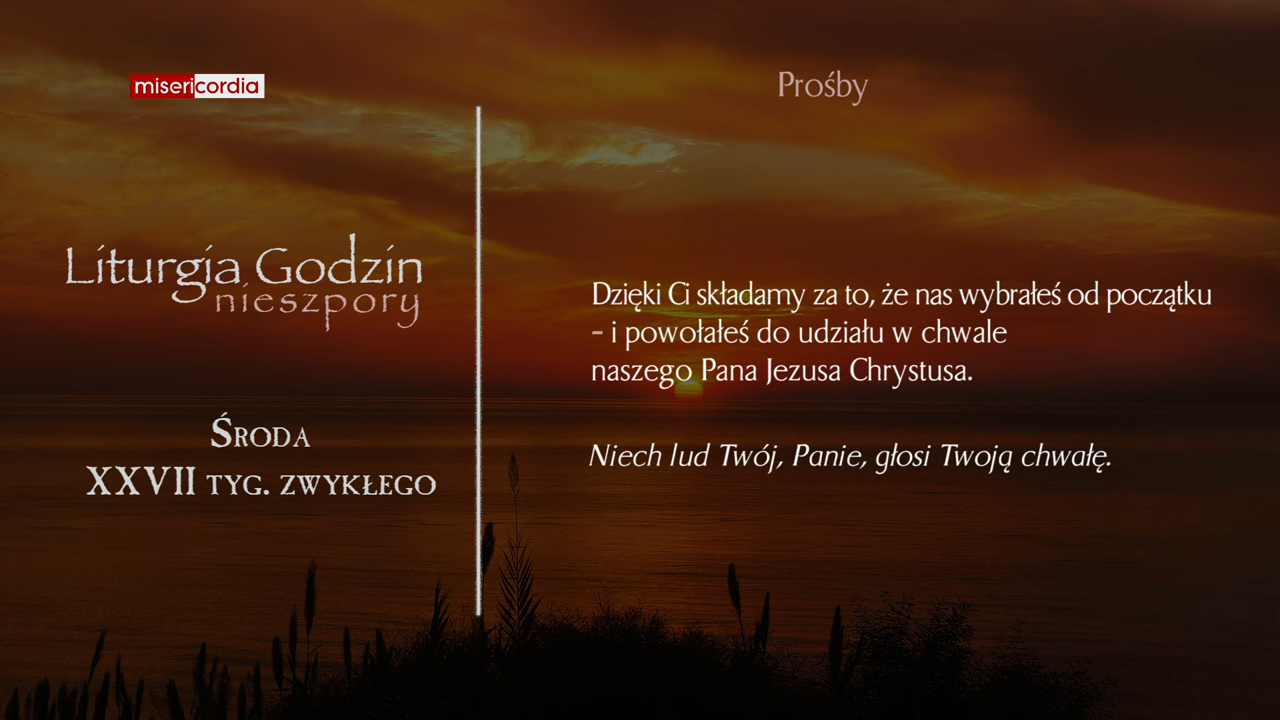 misericordia
Prośby
Liturgia Godzin
nieszpory
Środa
XXVII tyg. zwykłego
Dzięki Ci składamy za to, że nas wybrałeś od początku
- i powołałeś do udziału w chwale
naszego Pana Jezusa Chrystusa.
Niech lud Twój, Panie, głosi Twoją chwałę.